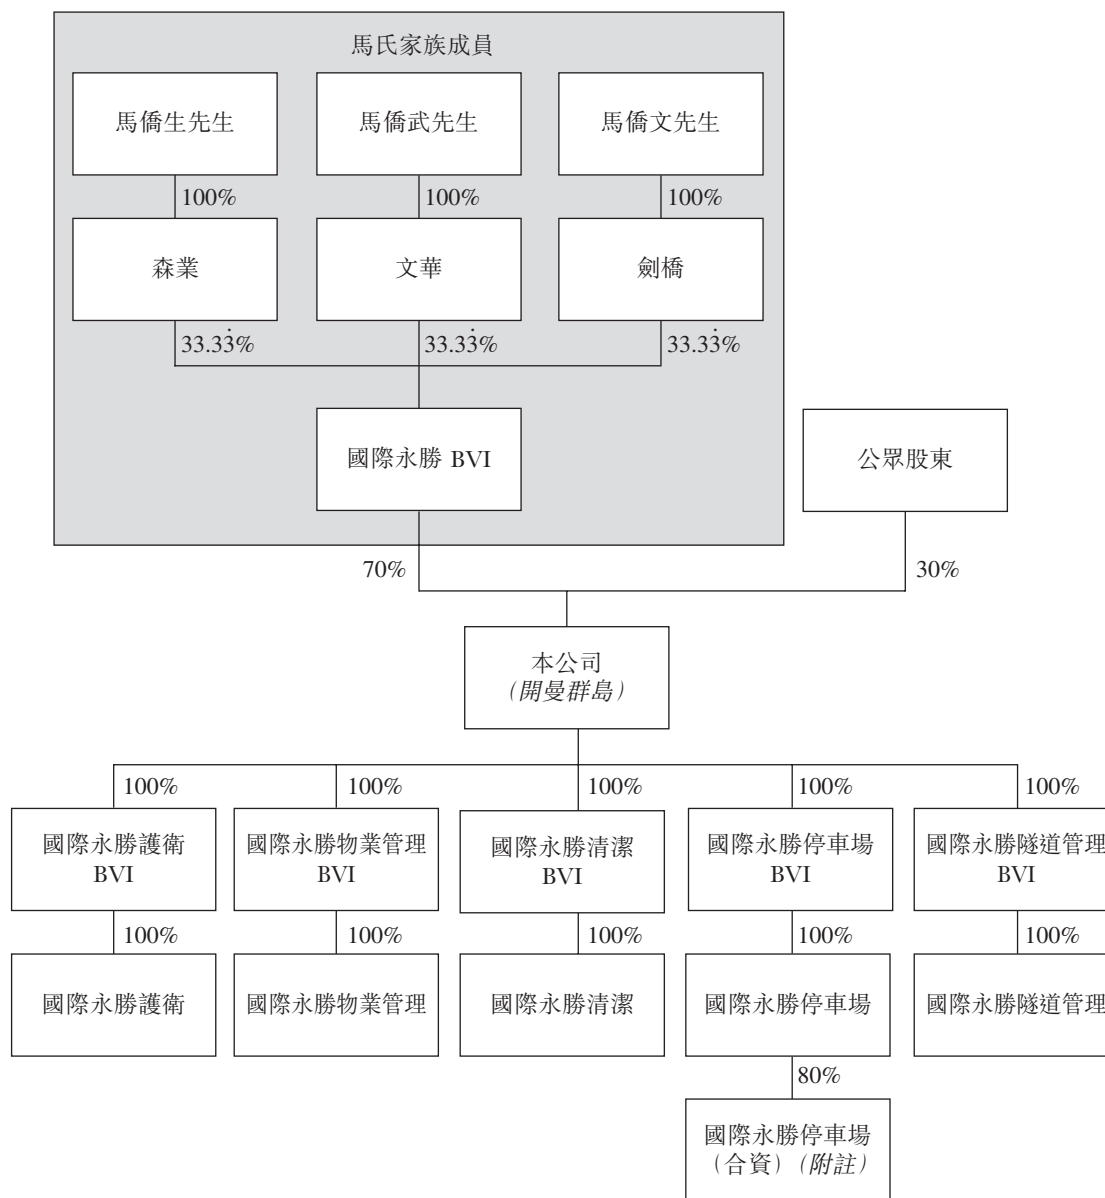 馬氏家族成員
馬僑生先生
馬僑武先生
馬僑文先生
100%
100%
100%
森業
文華
劍橋
33.33̇%
33.33̇%
33.33̇%
國際永勝 BVI
公眾股東
70%
30%
本公司
（開曼群島）
100%
100%
100%
100%
100%
國際永勝護衛
BVI
國際永勝物業管理
BVI
國際永勝清潔
BVI
國際永勝停車場
BVI
國際永勝隧道管理
BVI
100%
100%
100%
100%
100%
國際永勝護衛
國際永勝物業管理
國際永勝清潔
國際永勝停車場
國際永勝隧道管理
80%
國際永勝停車場
（合資）（附註）